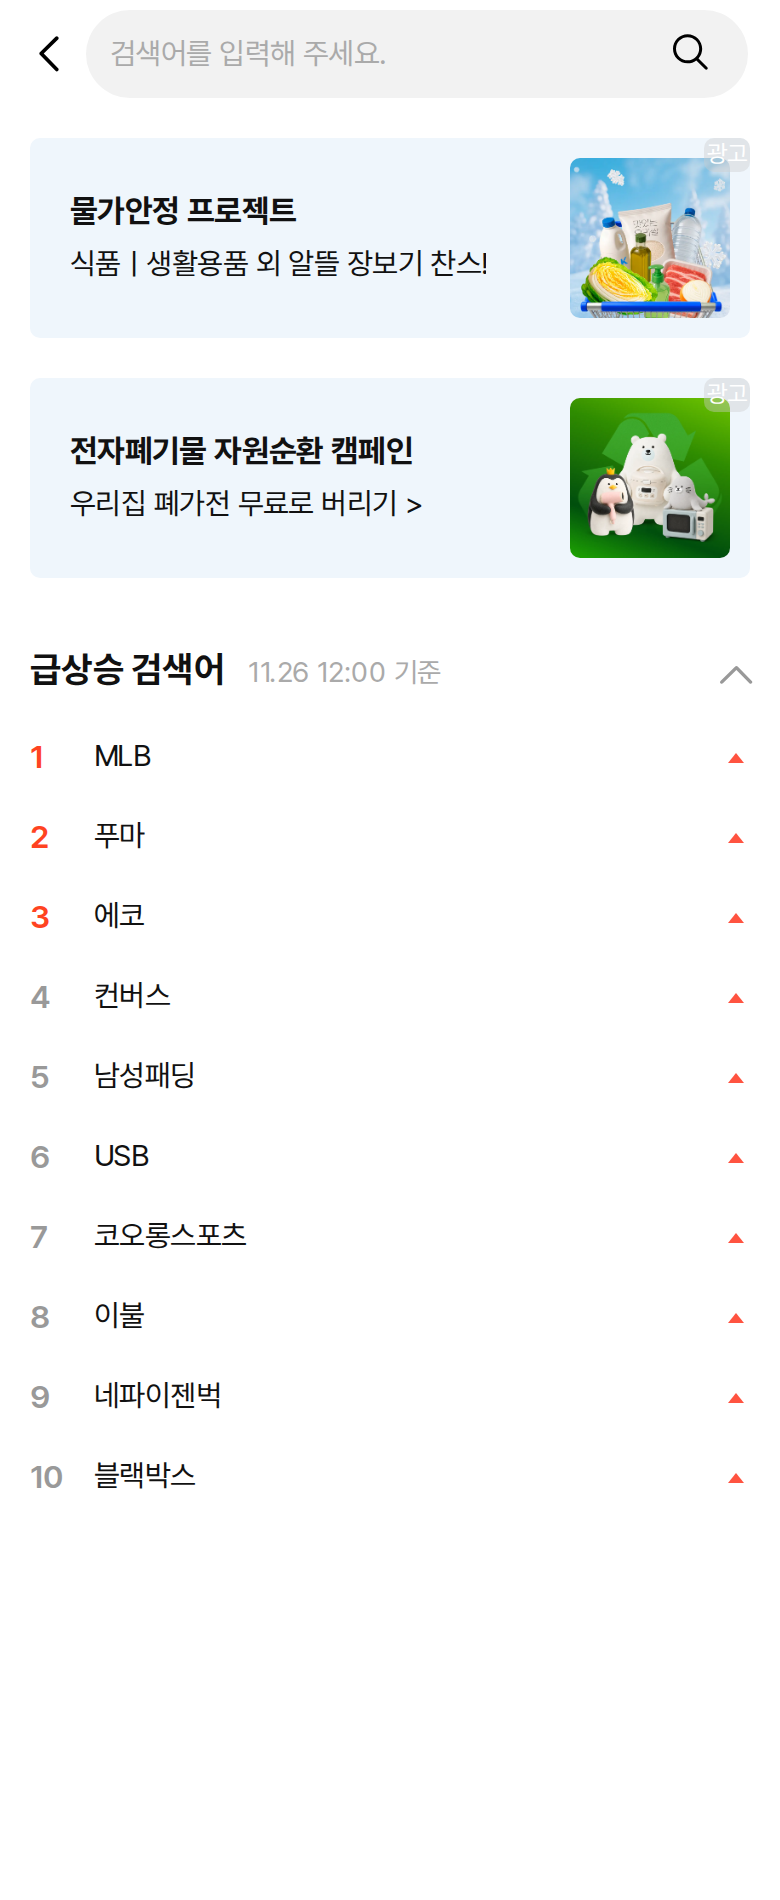 검색어를 입력해 주세요.
광고
물가안정 프로젝트
식품 | 생활용품 외 알뜰 장보기 찬스!
광고
전자폐기물 자원순환 캠페인
우리집 폐가전 무료로 버리기 >
급상승 검색어 11.26 12:00 기준
1 MLB
2 푸마
3 에코
4 컨버스
5 남성패딩
6 USB
7 코오롱스포츠
8 이불
9 네파이젠벅
10 블랙박스